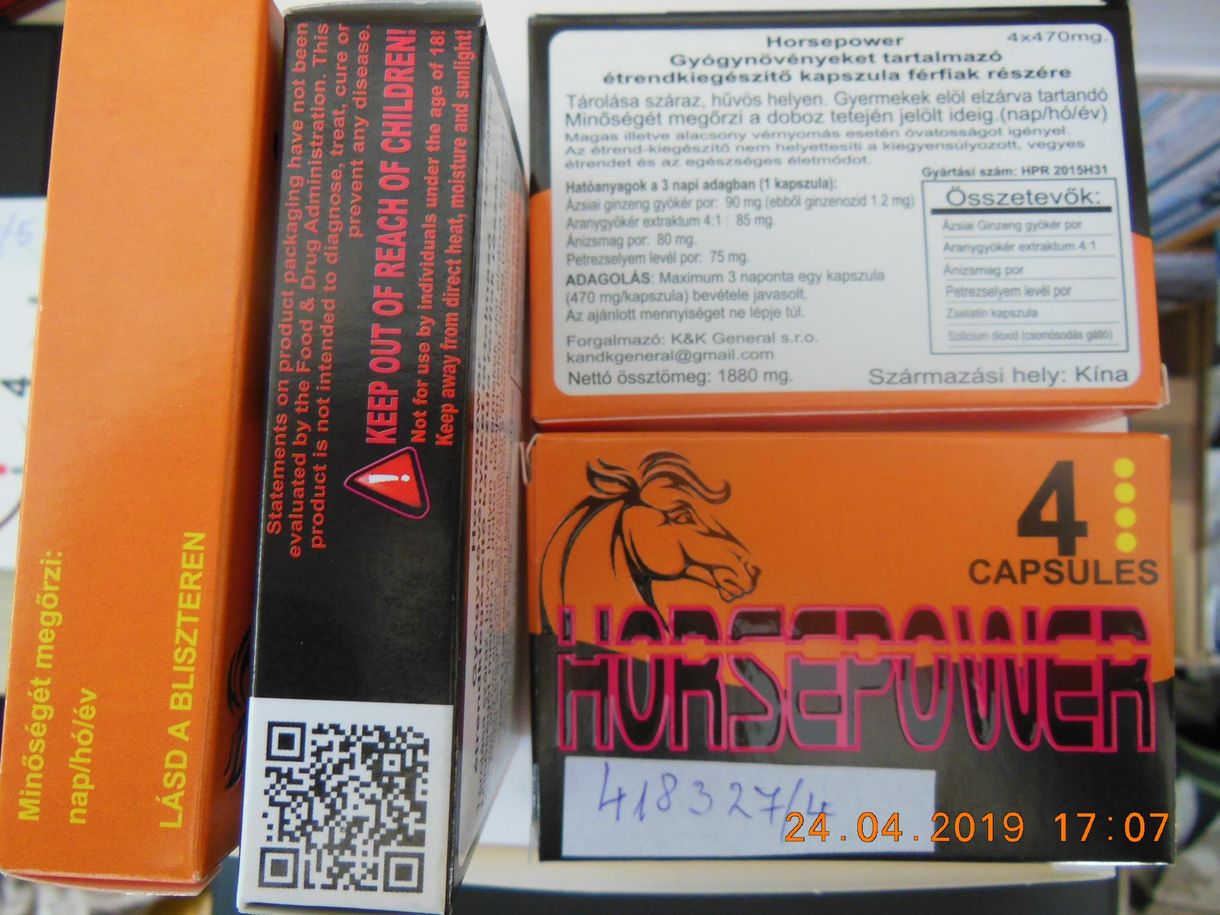 Minőségét megőrzi:
nap/hó/év
LÁSD A BLISZTEREN
Statements on product packaging have not been
evaluated by the Food & Drug Administration. This
product is not intended to diagnose, treat, cure or
prevent any disease.
KEEP OUT OF REACH OF CHILDREN!
Not for use by individuals under the age of 18!
Keep away from direct heat, moisture and sunlight!
Horsepower 4x470mg.
Gyógynövényeket tartalmazó
étrendkiegészítő kapszula férfiak részére
Tárolása száraz, hűvös helyen. Gyermekek elöl elzárva tartandó
Minőségét megőrzi a doboz tetején jelölt ideig.(nap/hó/év)
Magas illetve alacsony vérnyomás esetén óvatosságot igényel.
Az étrend-kiegészítő nem helyettesíti a kiegyensúlyozott, vegyes
étrendet és az egészséges életmódot.
Gyártási szám: HPR 2015H31
Hatóanyagok a 3 napi adagban (1 kapszula):
Ázsiai ginzeng gyökér por: 90 mg.(ebből ginzenozid 1.2 mg)
Aranygyökér extraktum 4:1 : 85 mg.
Ánizsmag por: 80 mg.
Petrezselyem levél por: 75 mg.
ADAGOLÁS: Maximum 3 naponta egy kapszula
(470 mg/kapszula) bevétele javasolt.
Az ajánlott mennyiséget ne lépje túl.
Forgalmazó: K&K General s.r.o.
kandkgeneral@gmail.com
Nettó össztömeg: 1880 mg.
Összetevők:
Ázsiai Ginzeng gyökér por
Aranygyökér extraktum 4:1
Ánizsmag por
Petrezselyem levél por
Zselatin kapszula
Szilícium dioxid (csomósodás gátló)
Származási hely: Kína
4
CAPSULES
HORSEPOWER
418327/4
24.04.2019 17:07